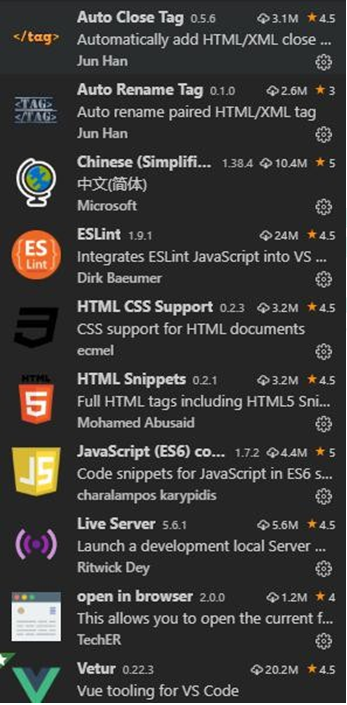 Auto Close Tag 0.5.6 3.1M ★4.5
</tag> Automatically add HTML/XML close ...
Jun Han
Auto Rename Tag 0.1.0 2.6M ★3
<TAG>
</TAG> Auto rename paired HTML/XML tag
Jun Han
Chinese (Simplifi... 1.38.4 10.4M ★5
中文(简体)
Microsoft
ESLint 1.9.1 24M ★4.5
ES
Lint Integrates ESLint JavaScript into VS ...
Dirk Baeumer
HTML CSS Support 0.2.3 3.2M ★4.5
CSS support for HTML documents
ecmel
HTML Snippets 0.2.1 3.2M ★4.5
HTML
5 Full HTML tags including HTML5 Sni...
Mohamed Abusaid
JavaScript (ES6) co... 1.7.2 4.4M ★5
JS Code snippets for JavaScript in ES6 s...
charalampos karypidis
Live Server 5.6.1 5.6M ★4.5
Launch a development local Server ...
Ritwick Dey
open in browser 2.0.0 1.2M ★4
This allows you to open the current f...
TechER
Vetur 0.22.3 20.2M ★4.5
Vue tooling for VS Code